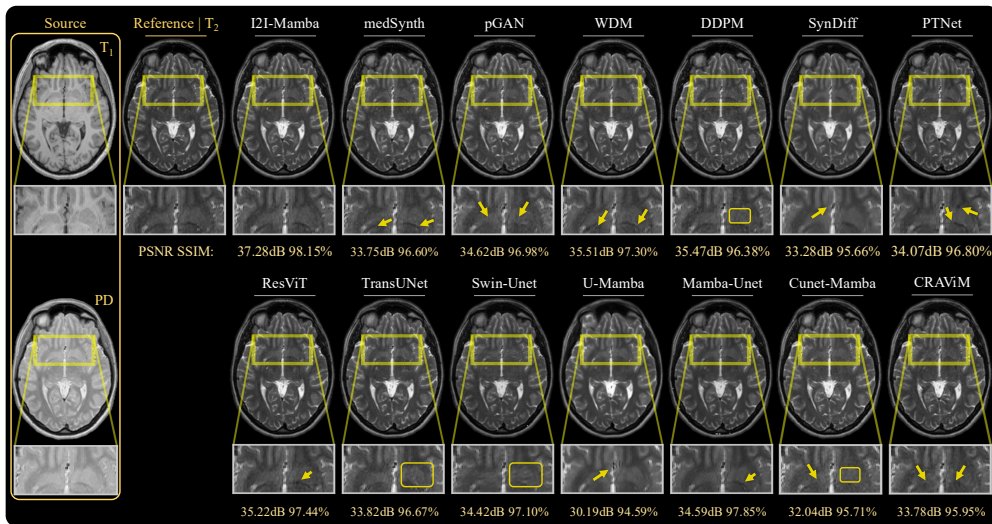 Source Reference | T2 I2I-Mamba medSynth pGAN WDM DDPM SynDiff PTNet
T1
PSNR SSIM: 37.28dB 98.15% 33.75dB 96.60% 34.62dB 96.98% 35.51dB 97.30% 35.47dB 96.38% 33.28dB 95.66% 34.07dB 96.80%
ResViT TransUNet Swin-Unet U-Mamba Mamba-Unet Cunet-Mamba CRAViM
PD
35.22dB 97.44% 33.82dB 96.67% 34.42dB 97.10% 30.19dB 94.59% 34.59dB 97.85% 32.04dB 95.71% 33.78dB 95.95%